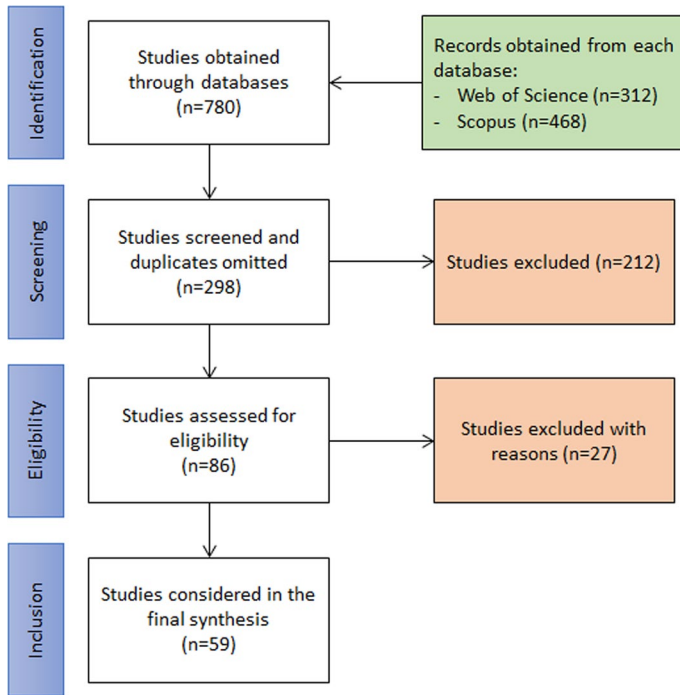 Identification
Studies obtained
through databases
(n=780)
Records obtained from each
database:
- Web of Science (n=312)
- Scopus (n=468)
Screening
Studies screened and
duplicates omitted
(n=298)
Studies excluded (n=212)
Eligibility
Studies assessed for
eligibility
(n=86)
Studies excluded with
reasons (n=27)
Inclusion
Studies considered in the
final synthesis
(n=59)